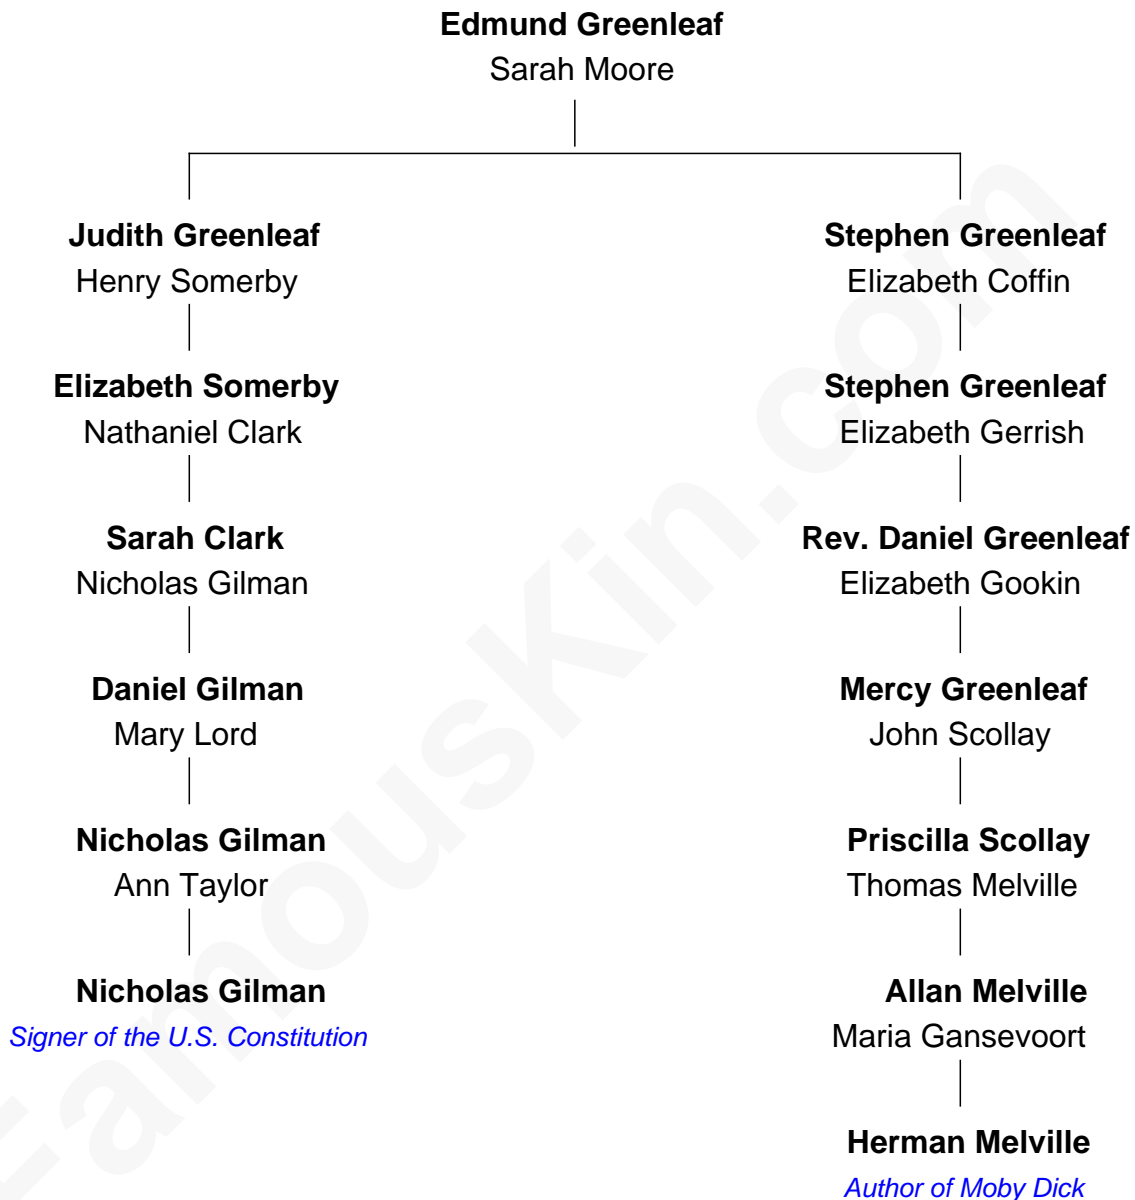 Edmund Greenleaf
Sarah Moore
Judith Greenleaf
Henry Somerby
Elizabeth Somerby
Nathaniel Clark
Sarah Clark
Nicholas Gilman
Daniel Gilman
Mary Lord
Nicholas Gilman
Ann Taylor
Nicholas Gilman
Signer of the U.S. Constitution
Stephen Greenleaf
Elizabeth Coffin
Stephen Greenleaf
Elizabeth Gerrish
Rev. Daniel Greenleaf
Elizabeth Gookin
Mercy Greenleaf
John Scollay
Priscilla Scollay
Thomas Melville
Allan Melville
Maria Gansevoort
Herman Melville
Author of Moby Dick
FamousKin.com